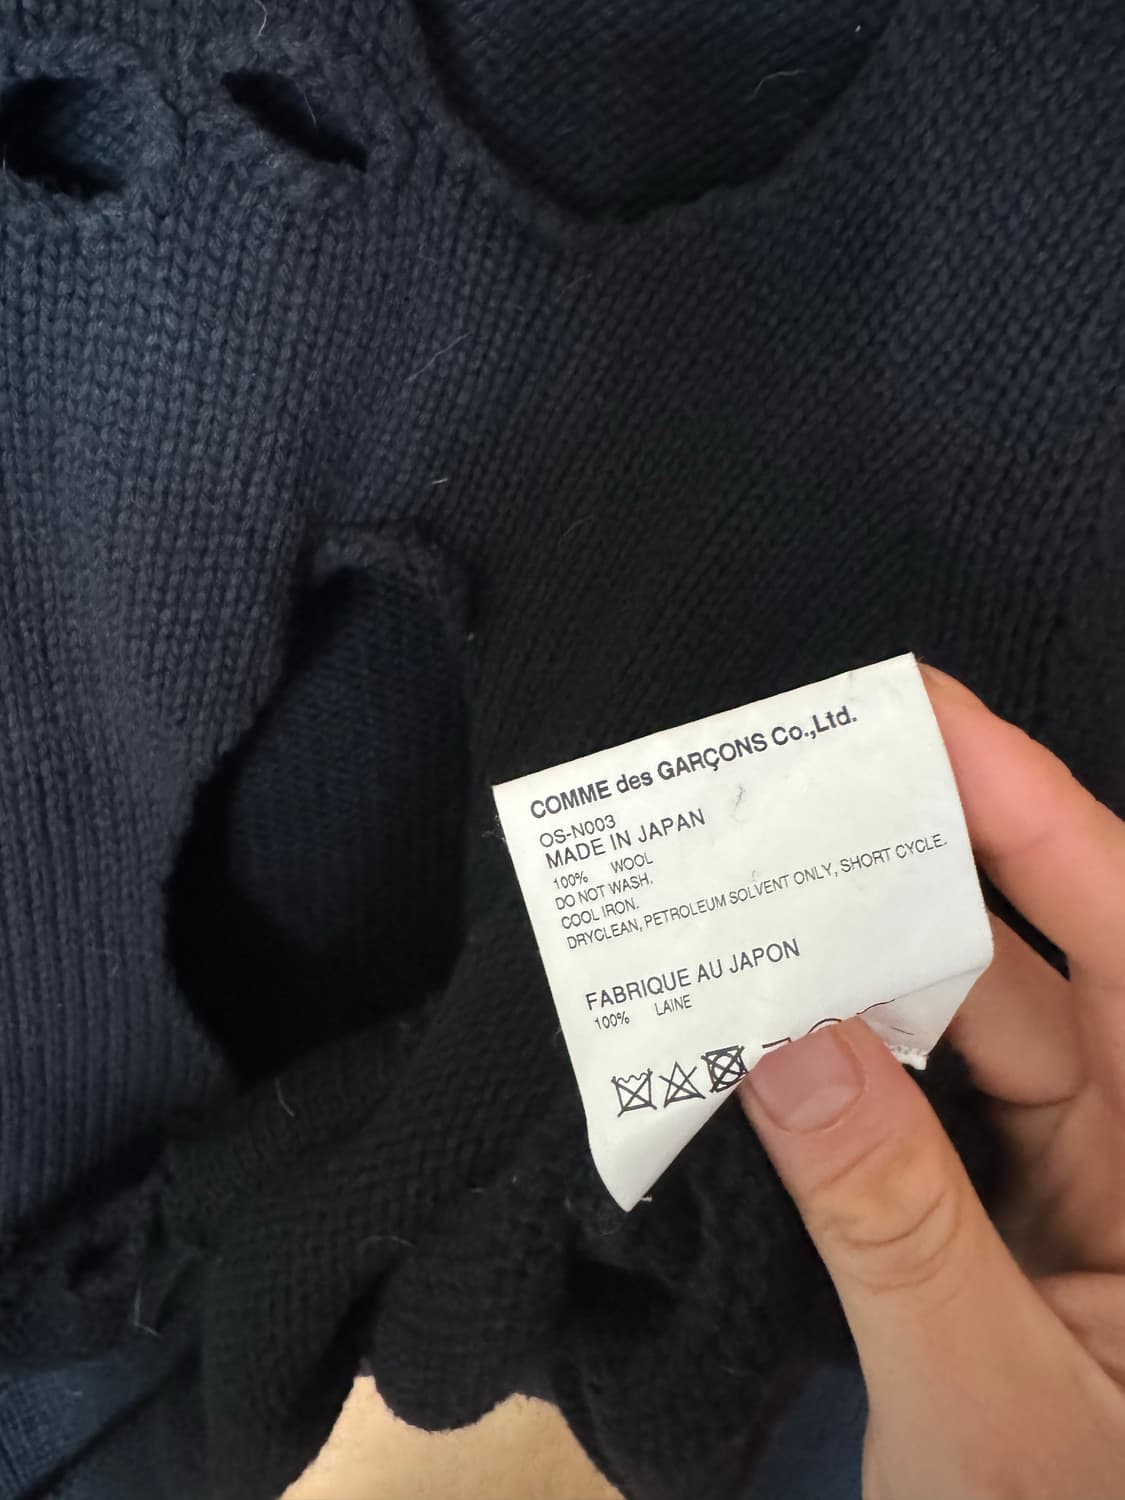 COMME des GARÇONS Co.,Ltd.
OS-N003
MADE IN JAPAN
100% WOOL
DO NOT WASH.
COOL IRON.
DRYCLEAN, PETROLEUM SOLVENT ONLY, SHORT CYCLE.
FABRIQUE AU JAPON
100% LAINE